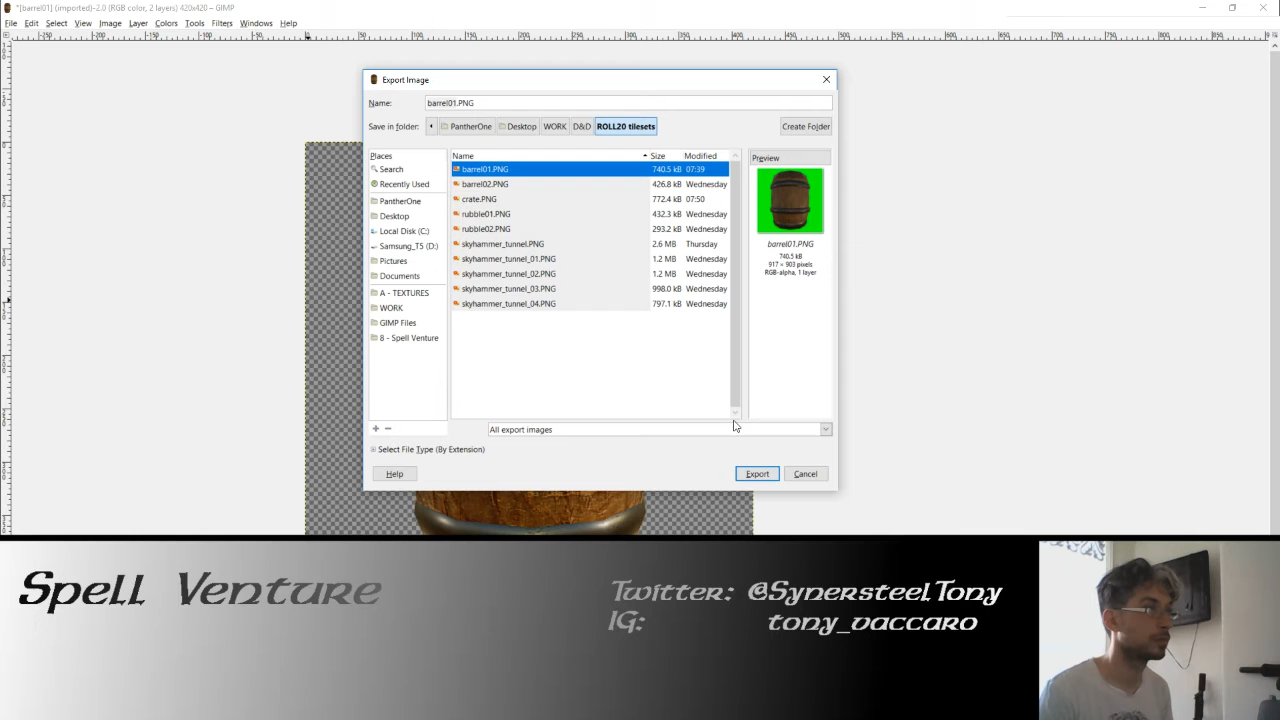 *[barrel01] (imported)-2.0 (RGB color, 2 layers) 420x420 – GIMP
File Edit Select View Image Layer Colors Tools Filters Windows Help
Export Image
Name: barrel01.PNG
Save in folder: PantherOne Desktop WORK D&D ROLL20 tilesets Create Folder
Places
Search
Recently Used
PantherOne
Desktop
Local Disk (C:)
Samsung_T5 (D:)
Pictures
Documents
A - TEXTURES
WORK
GIMP Files
8 - Spell Venture
Name Size Modified
barrel01.PNG 740.5 kB 07:39
barrel02.PNG 426.8 kB Wednesday
crate.PNG 772.4 kB 07:50
rubble01.PNG 432.3 kB Wednesday
rubble02.PNG 293.2 kB Wednesday
skyhammer_tunnel.PNG 2.6 MB Thursday
skyhammer_tunnel_01.PNG 1.2 MB Wednesday
skyhammer_tunnel_02.PNG 1.2 MB Wednesday
skyhammer_tunnel_03.PNG 998.0 kB Wednesday
skyhammer_tunnel_04.PNG 797.1 kB Wednesday
Preview
barrel01.PNG
740.5 kB
917 × 903 pixels
RGB-alpha, 1 layer
All export images
Select File Type (By Extension)
Help Export Cancel
Spell Venture
Twitter: @SynersteelTony
IG: tony_vaccaro